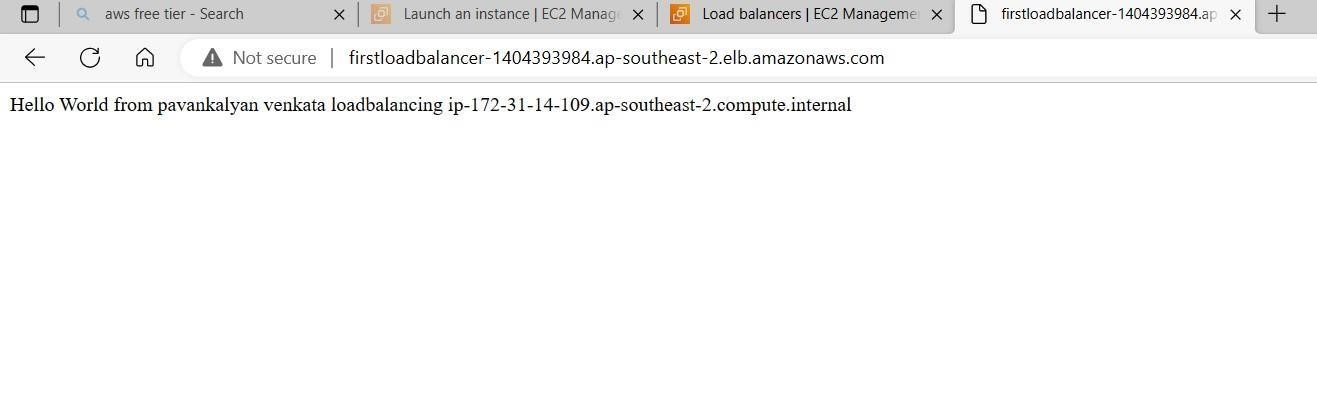 aws free tier - Search
Launch an instance | EC2 Manage
Load balancers | EC2 Manageme
firstloadbalancer-1404393984.ap
Not secure
firstloadbalancer-1404393984.ap-southeast-2.elb.amazonaws.com
Hello World from pavankalyan venkata loadbalancing ip-172-31-14-109.ap-southeast-2.compute.internal